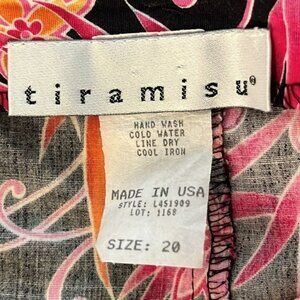 tiramisu®
HAND WASH
COLD WATER
LINE DRY
COOL IRON
MADE IN USA
STYLE: L451909
LOT: 1168
SIZE: 20